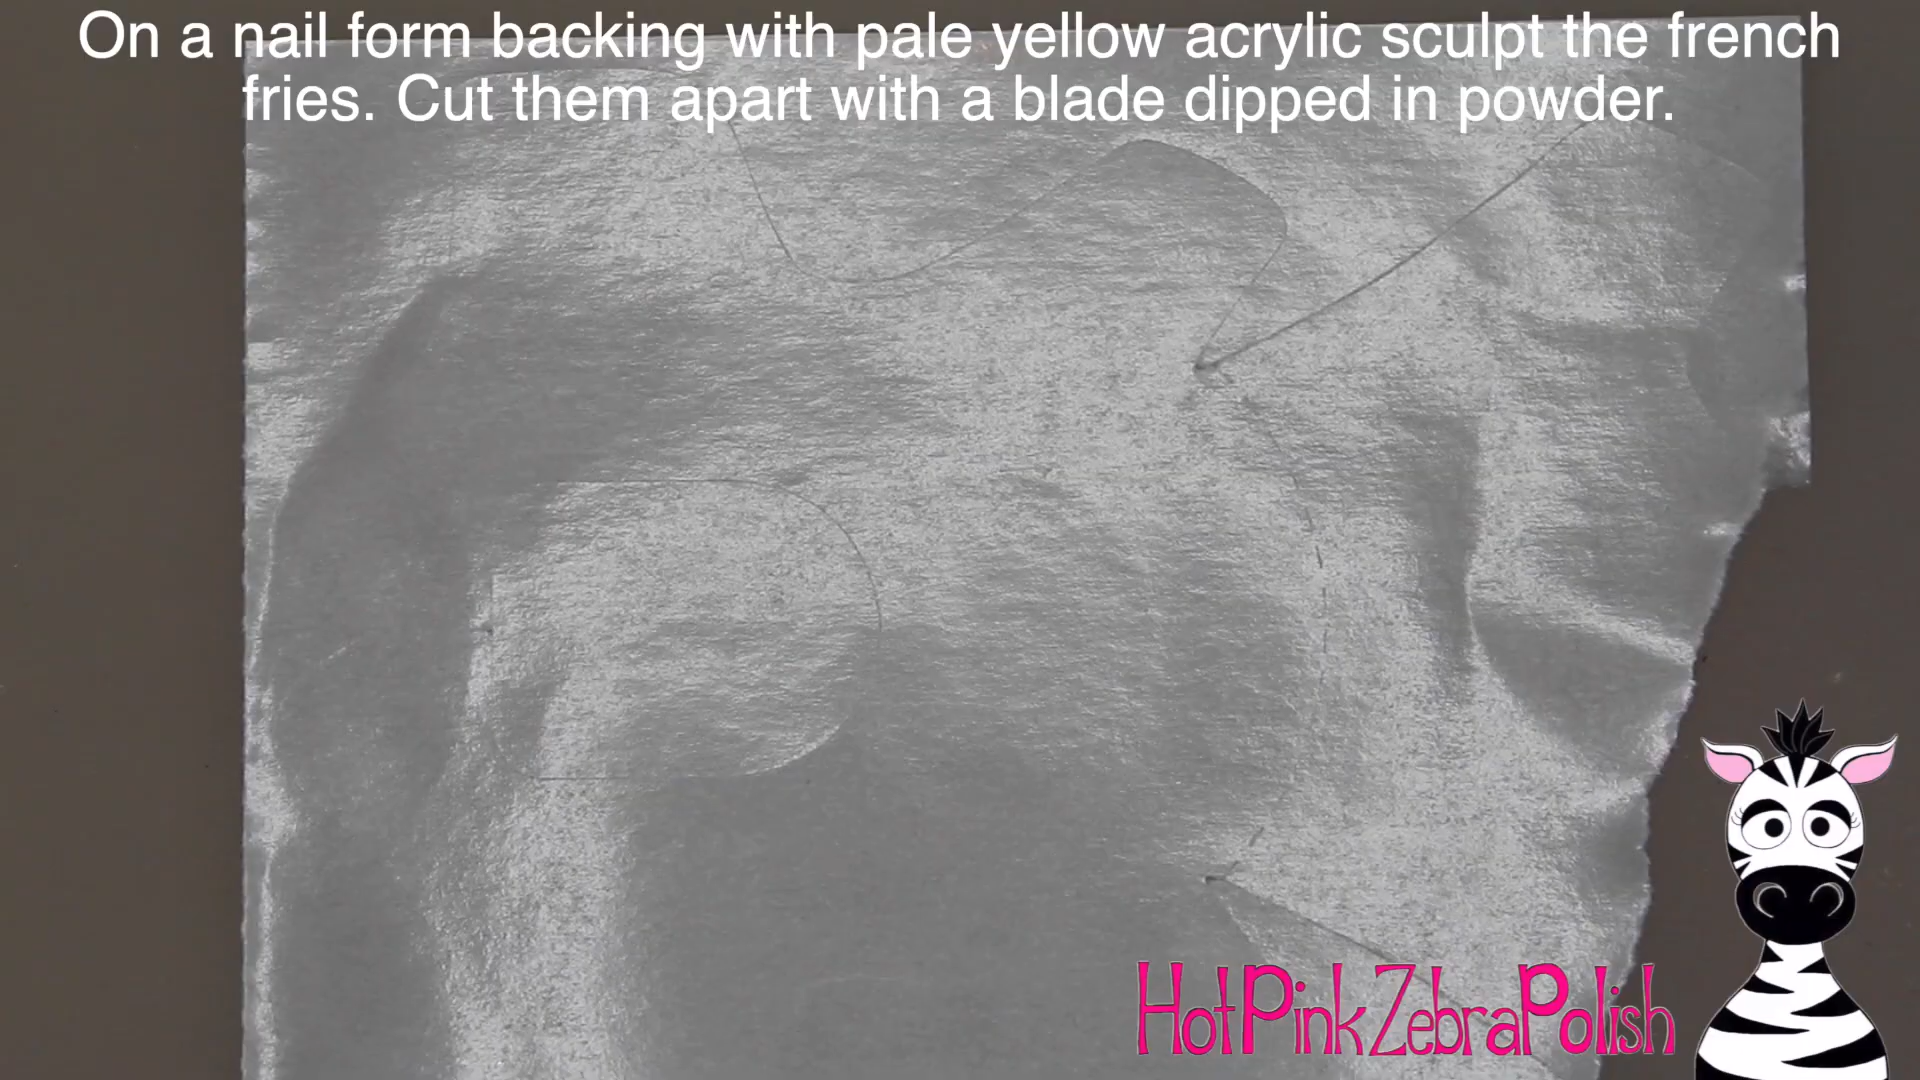 On a nail form backing with pale yellow acrylic sculpt the french
fries. Cut them apart with a blade dipped in powder.
HotPinkZebraPolish